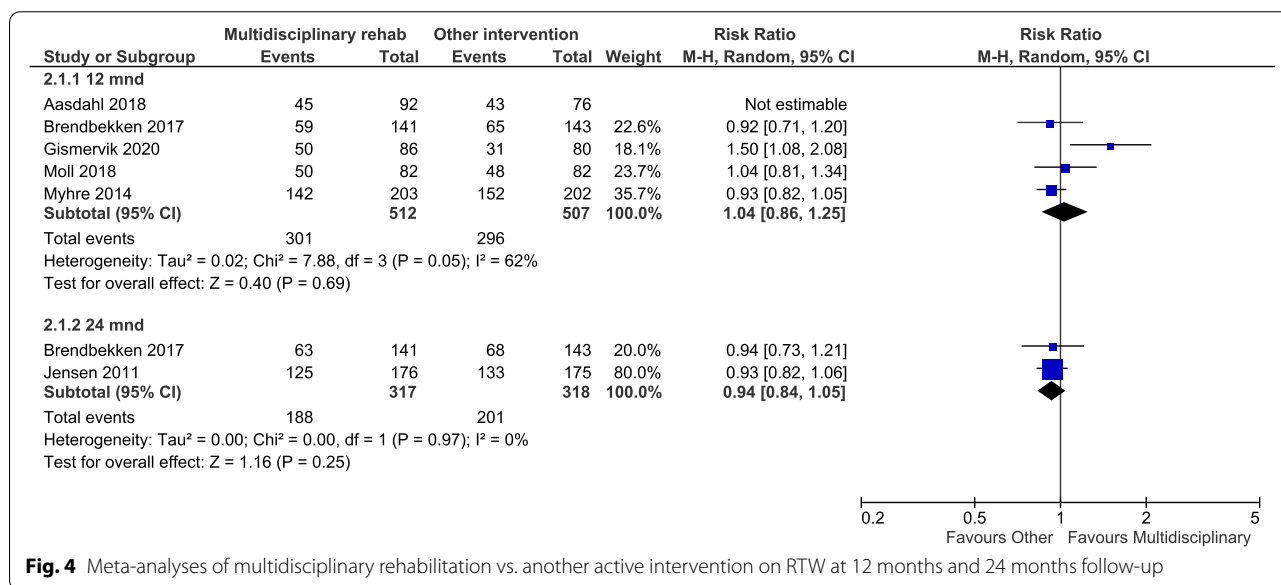 Multidisciplinary rehab Other intervention Risk Ratio Risk Ratio
Study or Subgroup Events Total Events Total Weight M-H, Random, 95% CI M-H, Random, 95% CI
2.1.1 12 mnd
Aasdahl 2018 45 92 43 76 Not estimable
Brendbekken 2017 59 141 65 143 22.6% 0.92 [0.71, 1.20]
Gismervik 2020 50 86 31 80 18.1% 1.50 [1.08, 2.08]
Moll 2018 50 82 48 82 23.7% 1.04 [0.81, 1.34]
Myhre 2014 142 203 152 202 35.7% 0.93 [0.82, 1.05]
Subtotal (95% CI) 512 507 100.0% 1.04 [0.86, 1.25]
Total events 301 296
Heterogeneity: Tau² = 0.02; Chi² = 7.88, df = 3 (P = 0.05); I² = 62%
Test for overall effect: Z = 0.40 (P = 0.69)
2.1.2 24 mnd
Brendbekken 2017 63 141 68 143 20.0% 0.94 [0.73, 1.21]
Jensen 2011 125 176 133 175 80.0% 0.93 [0.82, 1.06]
Subtotal (95% CI) 317 318 100.0% 0.94 [0.84, 1.05]
Total events 188 201
Heterogeneity: Tau² = 0.00; Chi² = 0.00, df = 1 (P = 0.97); I² = 0%
Test for overall effect: Z = 1.16 (P = 0.25)
0.2 0.5 1 2 5
Favours Other Favours Multidisciplinary
Fig. 4 Meta-analyses of multidisciplinary rehabilitation vs. another active intervention on RTW at 12 months and 24 months follow-up